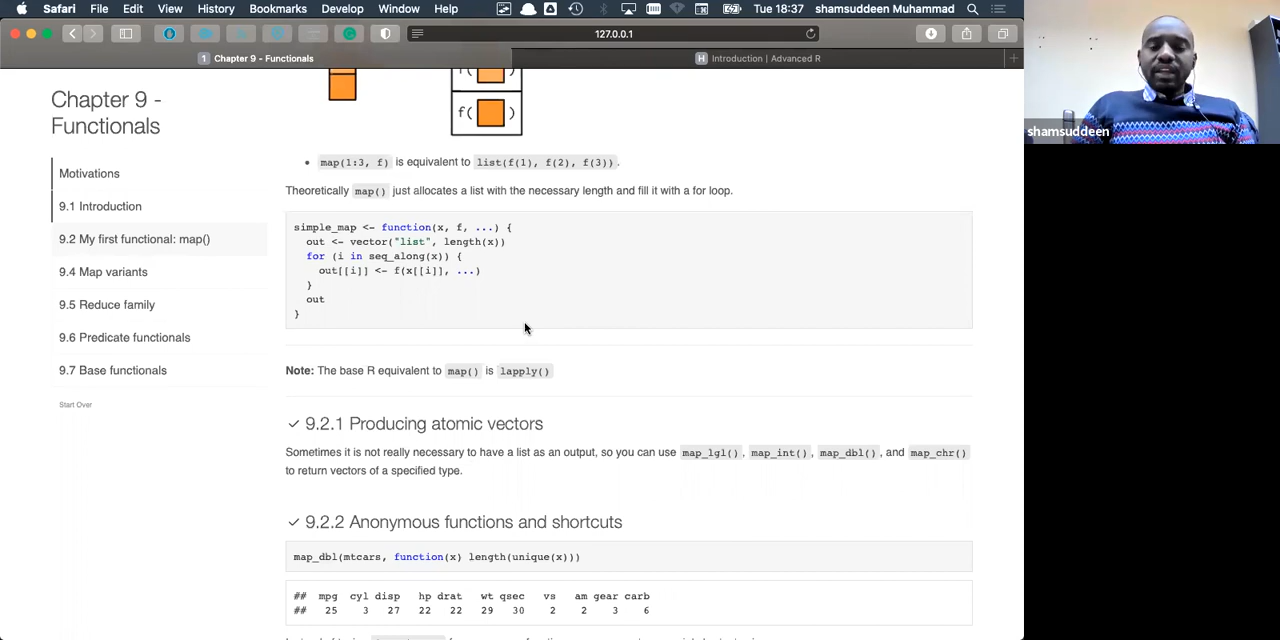 Safari File Edit View History Bookmarks Develop Window Help Tue 18:37 shamsuddeen Muhammad
127.0.0.1
1 Chapter 9 - Functionals
H Introduction | Advanced R
Chapter 9 -
Functionals
Motivations
9.1 Introduction
9.2 My first functional: map()
9.4 Map variants
9.5 Reduce family
9.6 Predicate functionals
9.7 Base functionals
Start Over
f( )
f( )
• map(1:3, f) is equivalent to list(f(1), f(2), f(3)).
Theoretically map() just allocates a list with the necessary length and fill it with a for loop.
simple_map <- function(x, f, ...) {
out <- vector("list", length(x))
for (i in seq_along(x)) {
out[[i]] <- f(x[[i]], ...)
}
out
}
Note: The base R equivalent to map() is lapply()
✓ 9.2.1 Producing atomic vectors
Sometimes it is not really necessary to have a list as an output, so you can use map_lgl(), map_int(), map_dbl(), and map_chr()
to return vectors of a specified type.
✓ 9.2.2 Anonymous functions and shortcuts
map_dbl(mtcars, function(x) length(unique(x)))
## mpg cyl disp hp drat wt qsec vs am gear carb
## 25 3 27 22 22 29 30 2 2 3 6
shamsuddeen